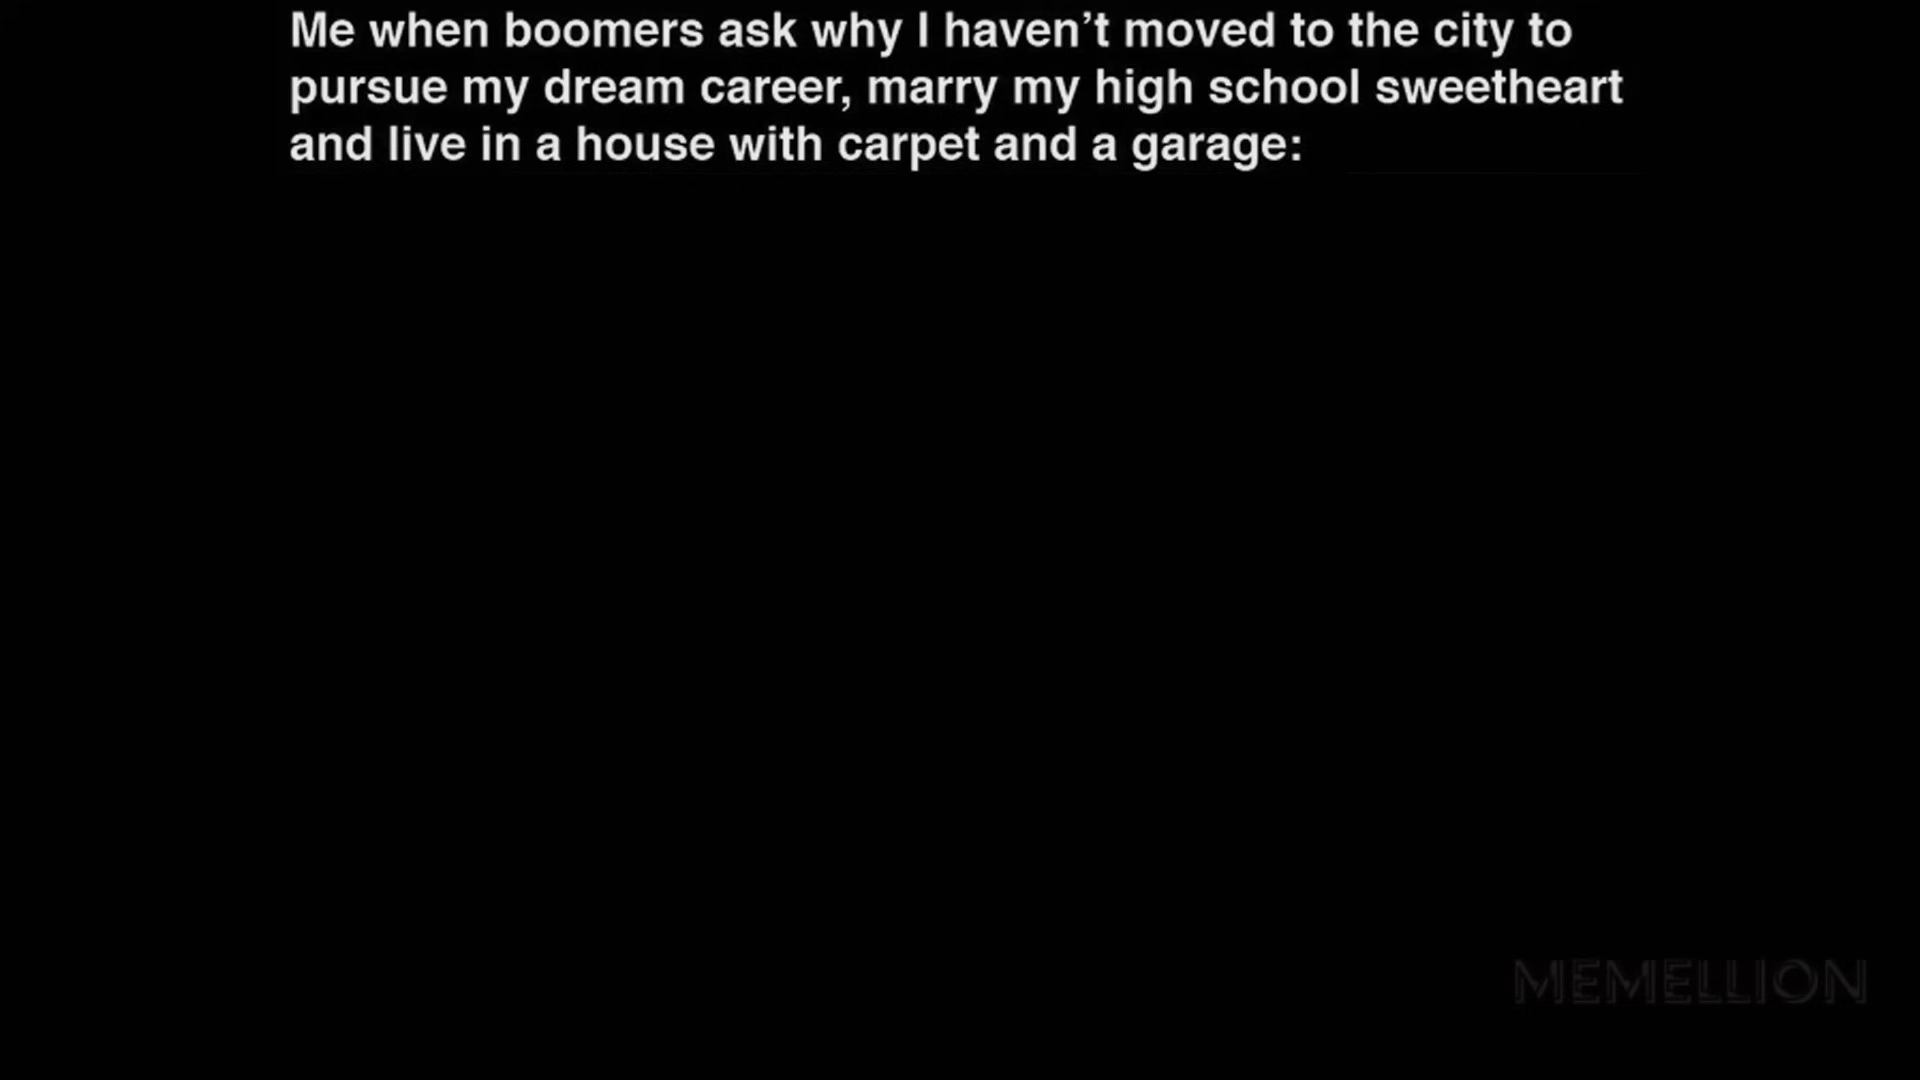 Me when boomers ask why I haven’t moved to the city to
pursue my dream career, marry my high school sweetheart
and live in a house with carpet and a garage:
MEMELLION